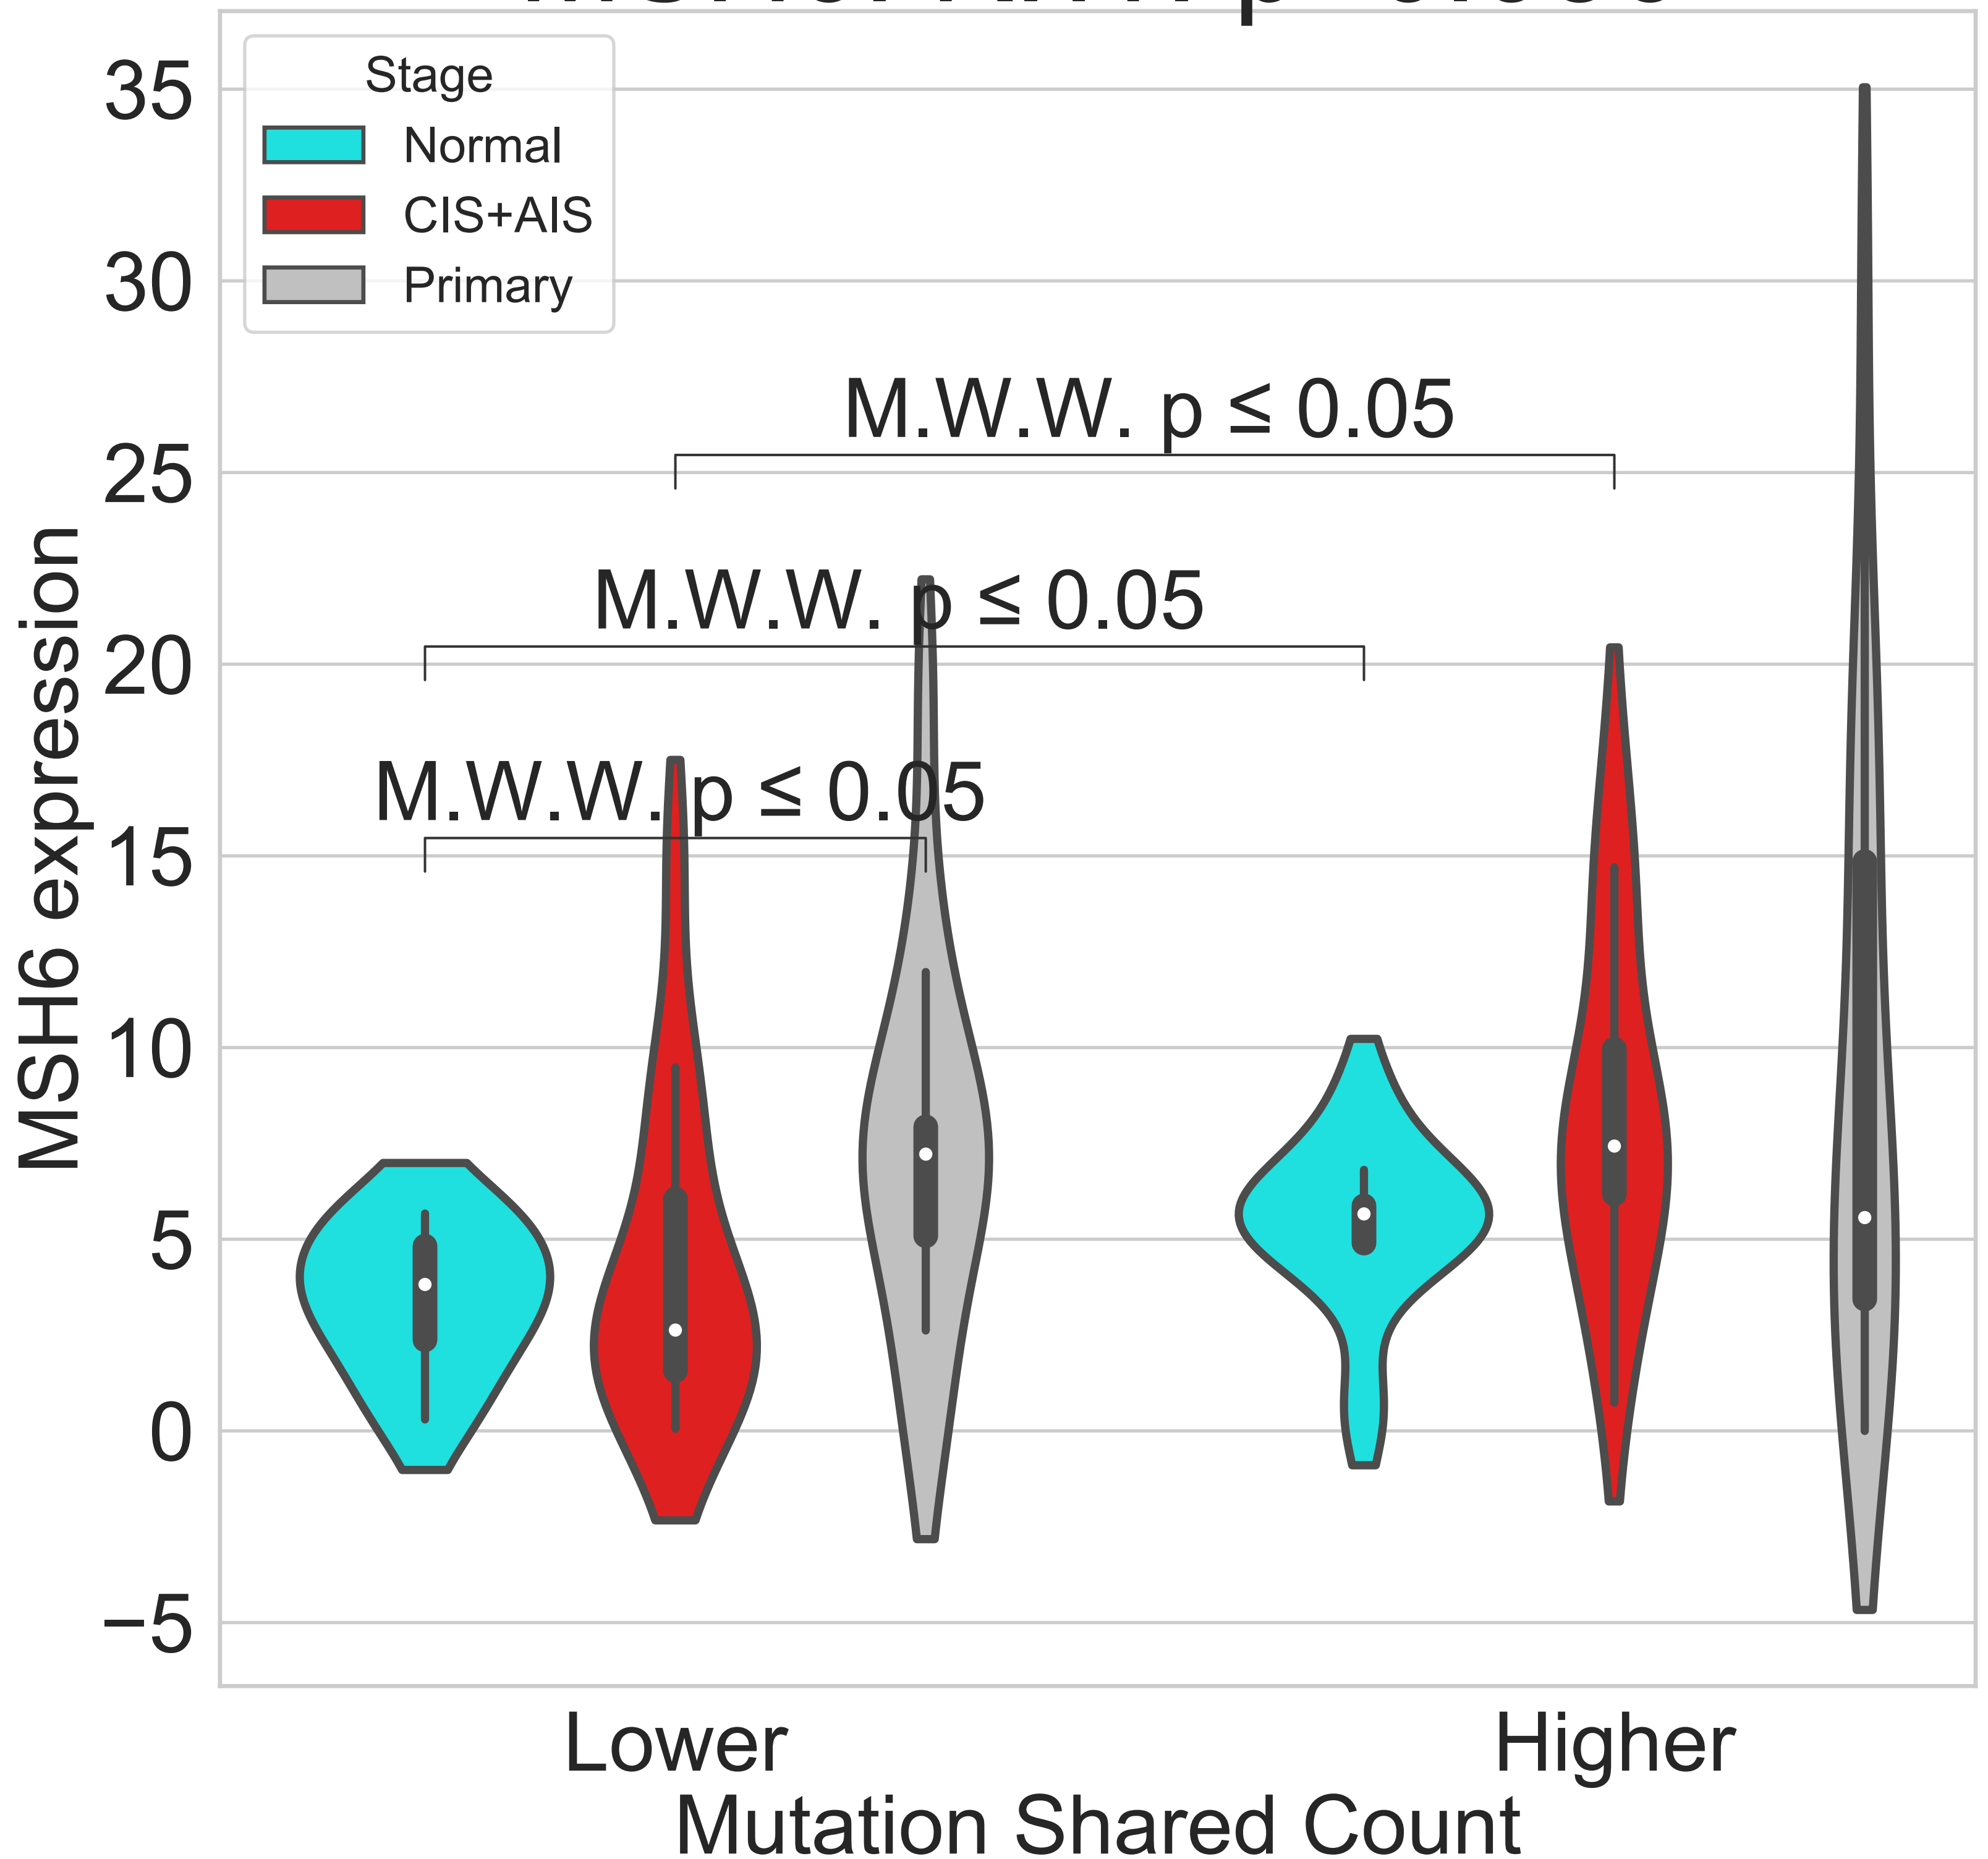 Stage
Normal
CIS+AIS
Primary
M.W.W. p ≤ 0.05
M.W.W. p ≤ 0.05
M.W.W. p ≤ 0.05
35
30
25
20
15
10
5
0
−5
MSH6 expression
Lower
Higher
Mutation Shared Count